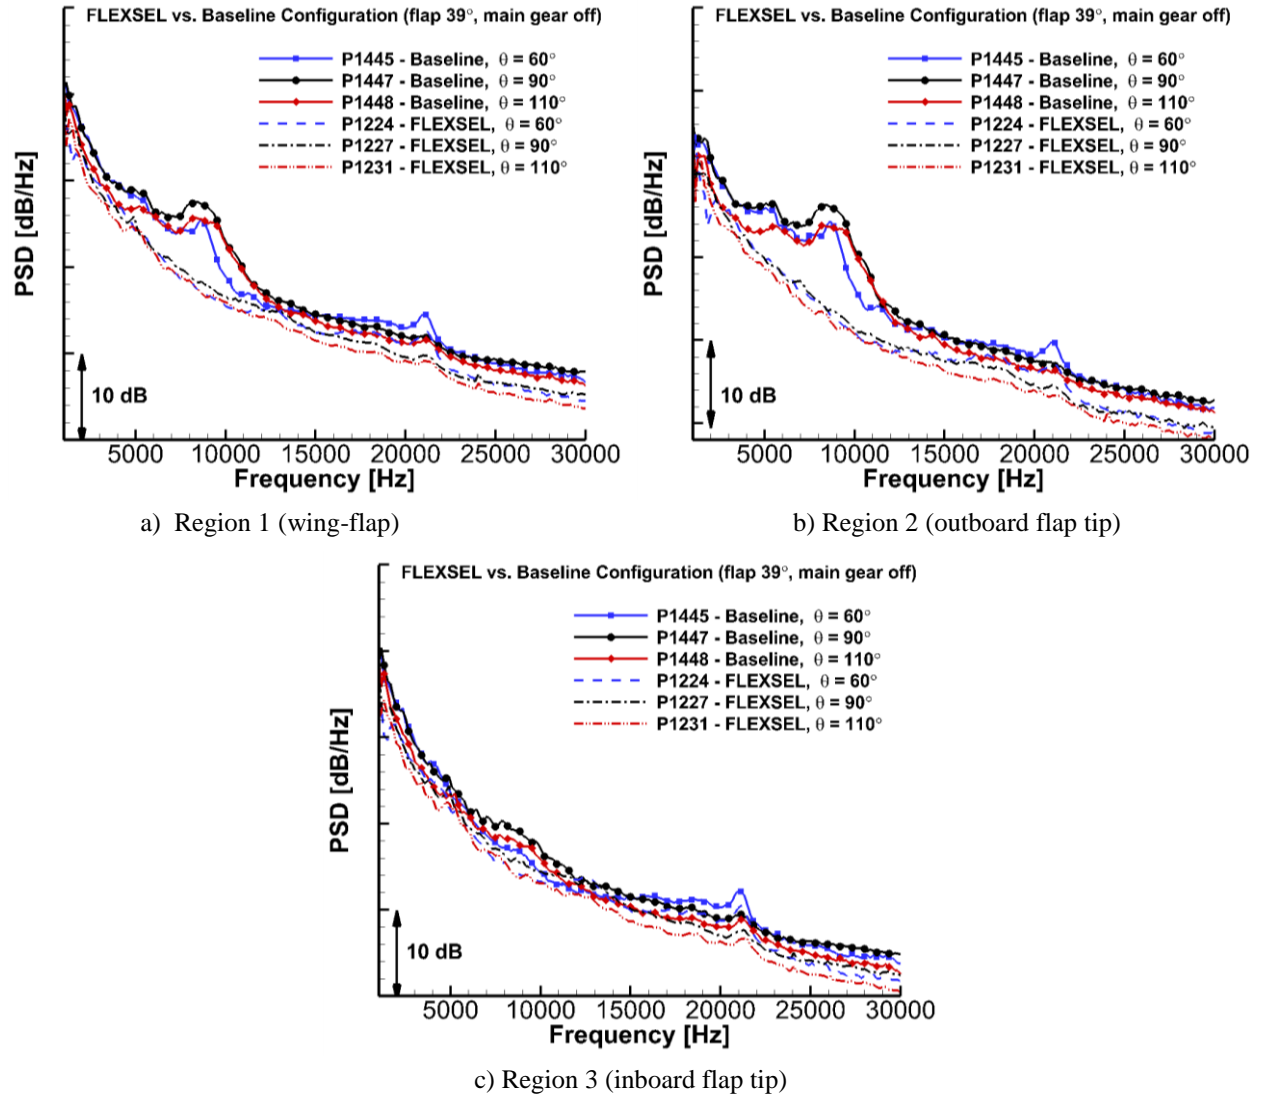 FLEXSEL vs. Baseline Configuration (flap 39°, main gear off)
P1445 - Baseline, θ = 60°
P1447 - Baseline, θ = 90°
P1448 - Baseline, θ = 110°
P1224 - FLEXSEL, θ = 60°
P1227 - FLEXSEL, θ = 90°
P1231 - FLEXSEL, θ = 110°
PSD [dB/Hz]
10 dB
5000 10000 15000 20000 25000 30000
Frequency [Hz]
a) Region 1 (wing-flap)
FLEXSEL vs. Baseline Configuration (flap 39°, main gear off)
P1445 - Baseline, θ = 60°
P1447 - Baseline, θ = 90°
P1448 - Baseline, θ = 110°
P1224 - FLEXSEL, θ = 60°
P1227 - FLEXSEL, θ = 90°
P1231 - FLEXSEL, θ = 110°
PSD [dB/Hz]
10 dB
5000 10000 15000 20000 25000 30000
Frequency [Hz]
b) Region 2 (outboard flap tip)
FLEXSEL vs. Baseline Configuration (flap 39°, main gear off)
P1445 - Baseline, θ = 60°
P1447 - Baseline, θ = 90°
P1448 - Baseline, θ = 110°
P1224 - FLEXSEL, θ = 60°
P1227 - FLEXSEL, θ = 90°
P1231 - FLEXSEL, θ = 110°
PSD [dB/Hz]
10 dB
5000 10000 15000 20000 25000 30000
Frequency [Hz]
c) Region 3 (inboard flap tip)